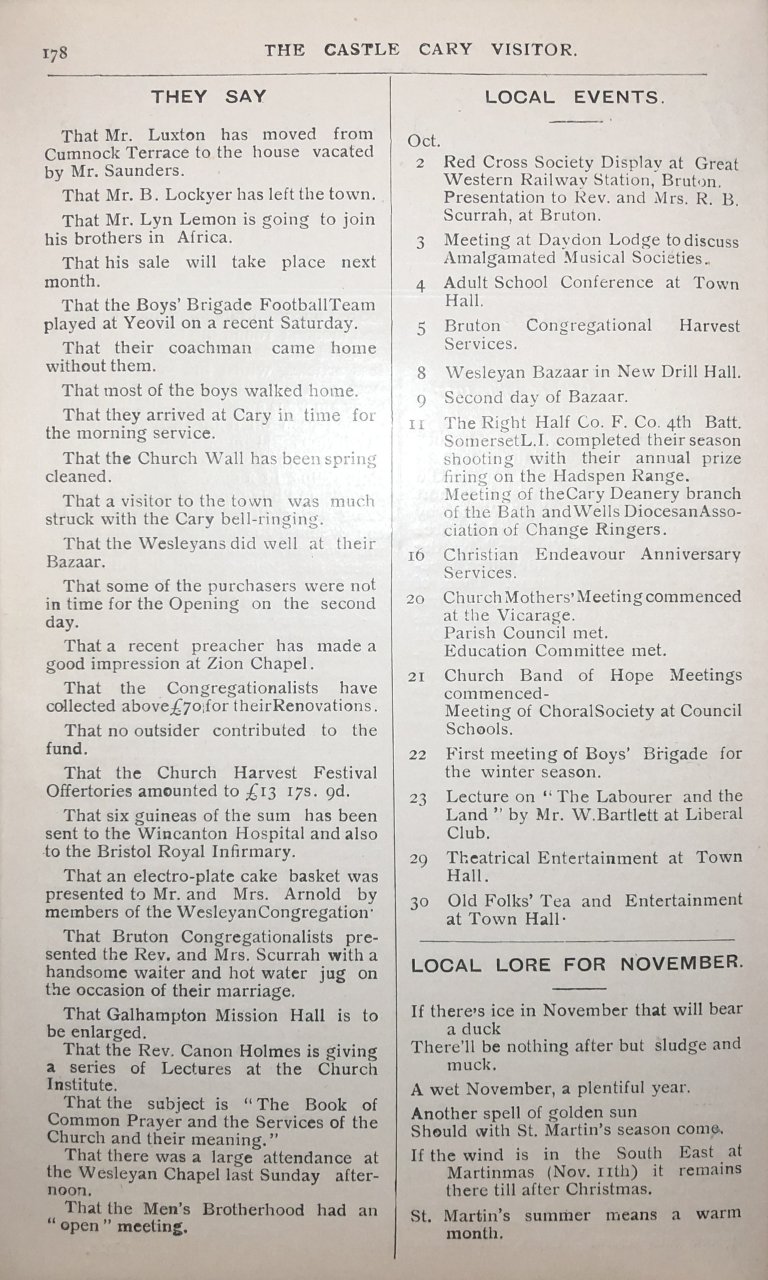 178
THE CASTLE CARY VISITOR.
THEY SAY
That Mr. Luxton has moved from
Cumnock Terrace to the house vacated
by Mr. Saunders.
That Mr. B. Lockyer has left the town.
That Mr. Lyn Lemon is going to join
his brothers in Africa.
That his sale will take place next
month.
That the Boys' Brigade FootballTeam
played at Yeovil on a recent Saturday.
That their coachman came home
without them.
That most of the boys walked home.
That they arrived at Cary in time for
the morning service.
That the Church Wall has been spring
cleaned.
That a visitor to the town was much
struck with the Cary bell-ringing.
That the Wesleyans did well at their
Bazaar.
That some of the purchasers were not
in time for the Opening on the second
day.
That a recent preacher has made a
good impression at Zion Chapel.
That the Congregationalists have
collected above £70 for their Renovations.
That no outsider contributed to the
fund.
That the Church Harvest Festival
Offertories amounted to £13 17s. 9d.
That six guineas of the sum has been
sent to the Wincanton Hospital and also
to the Bristol Royal Infirmary.
That an electro-plate cake basket was
presented to Mr. and Mrs. Arnold by
members of the Wesleyan Congregation.
That Bruton Congregationalists pre-
sented the Rev. and Mrs. Scurrah with a
handsome waiter and hot water jug on
the occasion of their marriage.
That Galhampton Mission Hall is to
be enlarged.
That the Rev. Canon Holmes is giving
a series of Lectures at the Church
Institute.
That the subject is "The Book of
Common Prayer and the Services of the
Church and their meaning."
That there was a large attendance at
the Wesleyan Chapel last Sunday after-
noon.
That the Men's Brotherhood had an
"open" meeting.
LOCAL EVENTS.
Oct.
2 Red Cross Society Display at Great
Western Railway Station, Bruton.
Presentation to Rev. and Mrs. R. B.
Scurrah, at Bruton.
3 Meeting at Daydon Lodge to discuss
Amalgamated Musical Societies.
4 Adult School Conference at Town
Hall.
5 Bruton Congregational Harvest
Services.
8 Wesleyan Bazaar in New Drill Hall.
9 Second day of Bazaar.
11 The Right Half Co. F. Co. 4th Batt.
SomersetL.I. completed their season
shooting with their annual prize
firing on the Hadspen Range.
Meeting of theCary Deanery branch
of the Bath andWells DiocesanAsso-
ciation of Change Ringers.
16 Christian Endeavour Anniversary
Services.
20 Church Mothers' Meeting commenced
at the Vicarage.
Parish Council met.
Education Committee met.
21 Church Band of Hope Meetings
commenced-
Meeting of ChoralSociety at Council
Schools.
22 First meeting of Boys' Brigade for
the winter season.
23 Lecture on "The Labourer and the
Land" by Mr. W.Bartlett at Liberal
Club.
29 Theatrical Entertainment at Town
Hall.
30 Old Folks' Tea and Entertainment
at Town Hall.
LOCAL LORE FOR NOVEMBER.
If there's ice in November that will bear
a duck
There'll be nothing after but sludge and
muck.
A wet November, a plentiful year.
Another spell of golden sun
Should with St. Martin's season come.
If the wind is in the South East at
Martinmas (Nov. 11th) it remains
there till after Christmas.
St. Martin's summer means a warm
month.